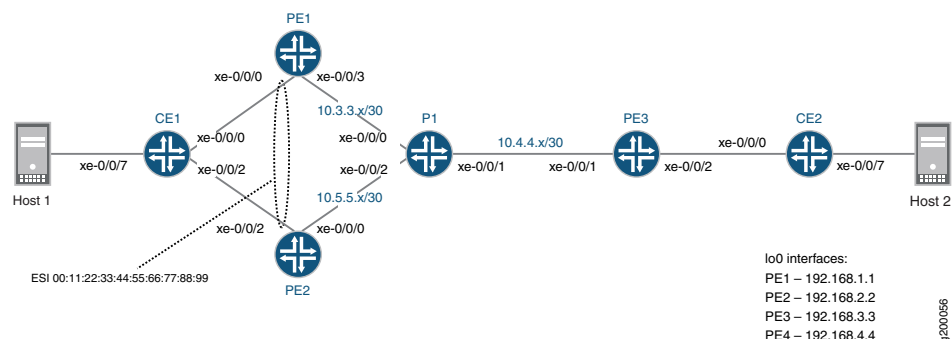 PE1
xe-0/0/0
xe-0/0/3
10.3.3.x/30
CE1
P1
PE3
CE2
10.4.4.x/30
xe-0/0/0
xe-0/0/0
xe-0/0/0
xe-0/0/7
xe-0/0/2
xe-0/0/2
xe-0/0/1
xe-0/0/1
xe-0/0/2
xe-0/0/7
Host 1
Host 2
10.5.5.x/30
xe-0/0/2
xe-0/0/0
ESI 00:11:22:33:44:55:66:77:88:99
PE2
lo0 interfaces:
PE1 – 192.168.1.1
PE2 – 192.168.2.2
PE3 – 192.168.3.3
PE4 – 192.168.4.4